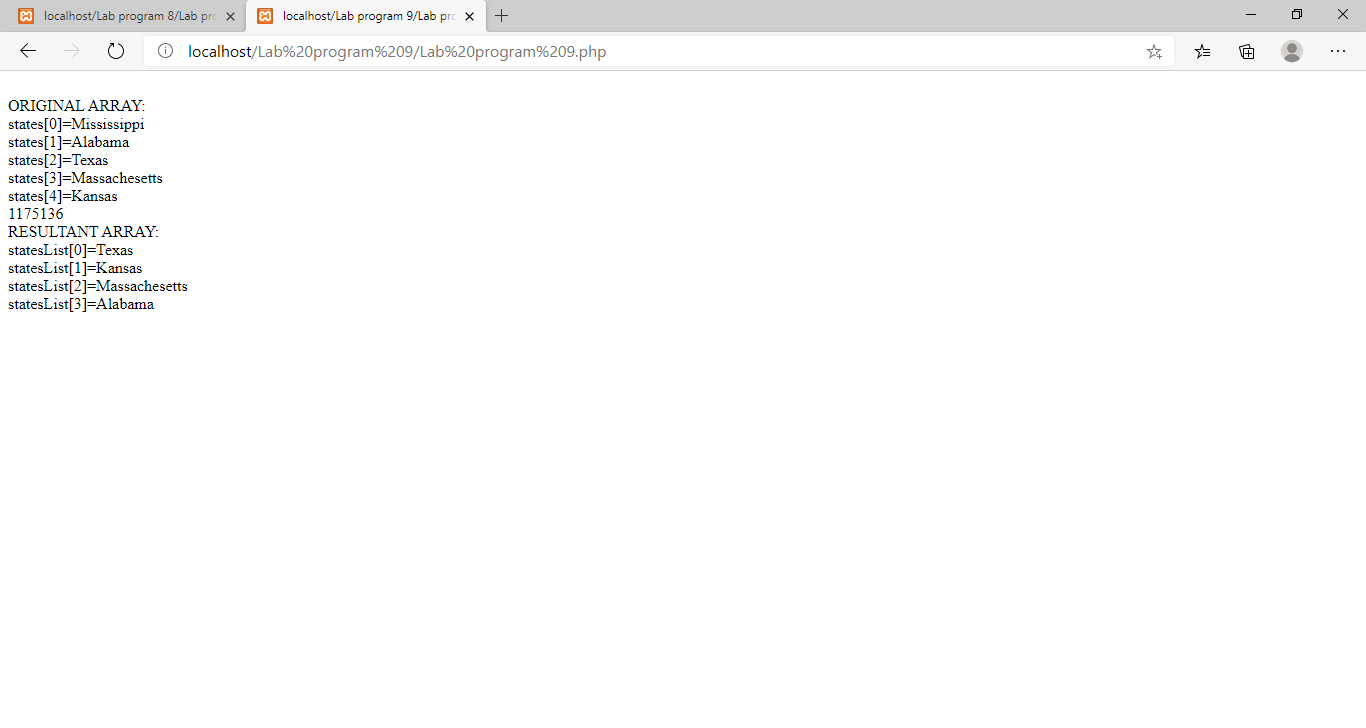 localhost/Lab program 8/Lab pr
localhost/Lab program 9/Lab pro
localhost/Lab%20program%209/Lab%20program%209.php
ORIGINAL ARRAY:
states[0]=Mississippi
states[1]=Alabama
states[2]=Texas
states[3]=Massachesetts
states[4]=Kansas
1175136
RESULTANT ARRAY:
statesList[0]=Texas
statesList[1]=Kansas
statesList[2]=Massachesetts
statesList[3]=Alabama